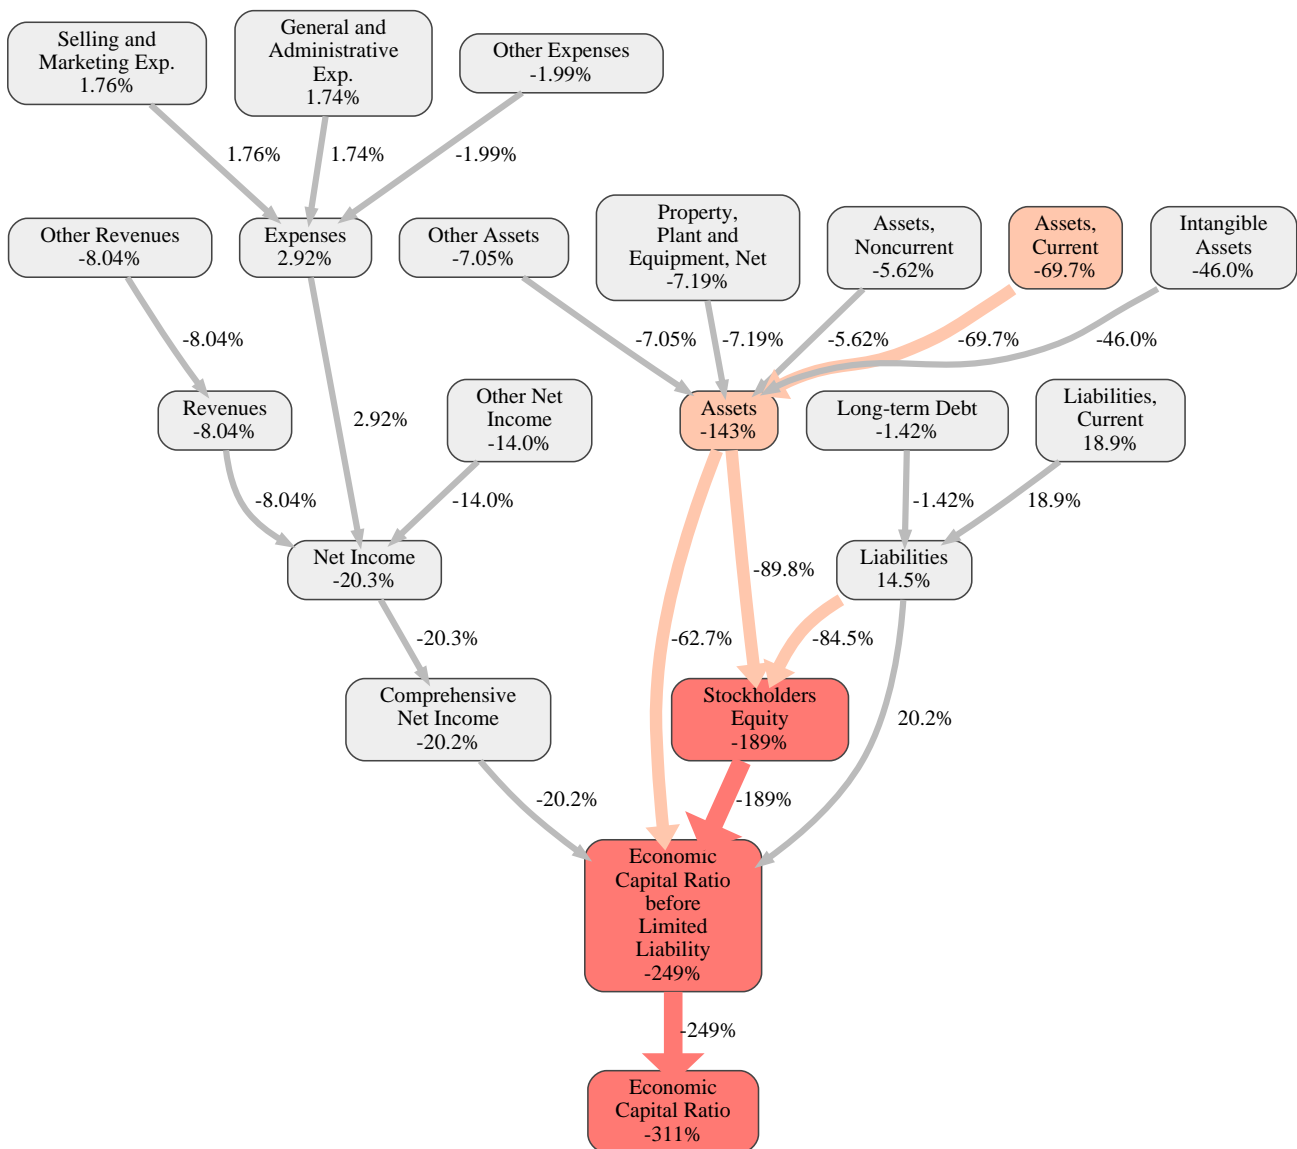 Selling and
Marketing Exp.
1.76%
General and
Administrative
Exp.
1.74%
Other Expenses
-1.99%
1.76%
1.74%
-1.99%
Other Revenues
-8.04%
Expenses
2.92%
Other Assets
-7.05%
Property,
Plant and
Equipment, Net
-7.19%
Assets,
Noncurrent
-5.62%
Assets,
Current
-69.7%
Intangible
Assets
-46.0%
-8.04%
-7.05%
-7.19%
-5.62%
-69.7%
-46.0%
Revenues
-8.04%
2.92%
Other Net
Income
-14.0%
Assets
-143%
Long-term Debt
-1.42%
Liabilities,
Current
18.9%
-8.04%
-14.0%
-1.42%
18.9%
Net Income
-20.3%
-89.8%
Liabilities
14.5%
-20.3%
-62.7%
-84.5%
Comprehensive
Net Income
-20.2%
Stockholders
Equity
-189%
20.2%
-20.2%
-189%
Economic
Capital Ratio
before
Limited
Liability
-249%
-249%
Economic
Capital Ratio
-311%